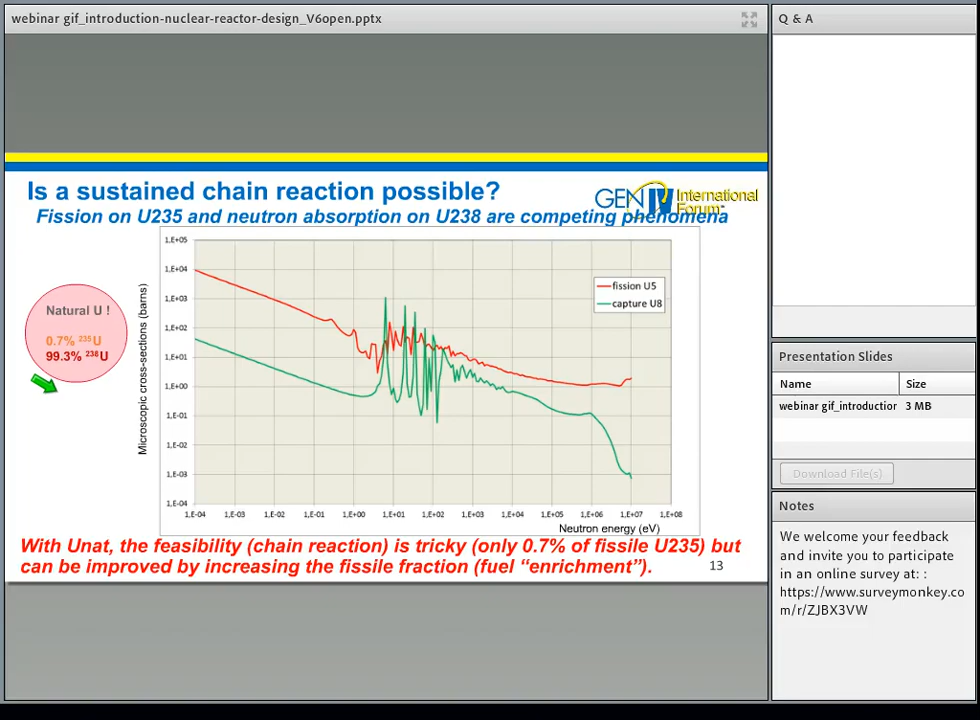 webinar gif_introduction-nuclear-reactor-design_V6open.pptx
Is a sustained chain reaction possible?
Fission on U235 and neutron absorption on U238 are competing phenomena
GEN IV International
Forum
Natural U !
0.7% 235U
99.3% 238U
Microscopic cross-sections (barns)
1,E+05
1,E+04
1,E+03
1,E+02
1,E+01
1,E+00
1,E-01
1,E-02
1,E-03
1,E-04
fission U5
capture U8
1,E-04 1,E-03 1,E-02 1,E-01 1,E+00 1,E+01 1,E+02 1,E+03 1,E+04 1,E+05 1,E+06 1,E+07 1,E+08
Neutron energy (eV)
With Unat, the feasibility (chain reaction) is tricky (only 0.7% of fissile U235) but
can be improved by increasing the fissile fraction (fuel “enrichment”).
13
Q & A
Presentation Slides
Name Size
webinar gif_introductior 3 MB
Download File(s)
Notes
We welcome your feedback
and invite you to participate
in an online survey at: :
https://www.surveymonkey.co
m/r/ZJBX3VW